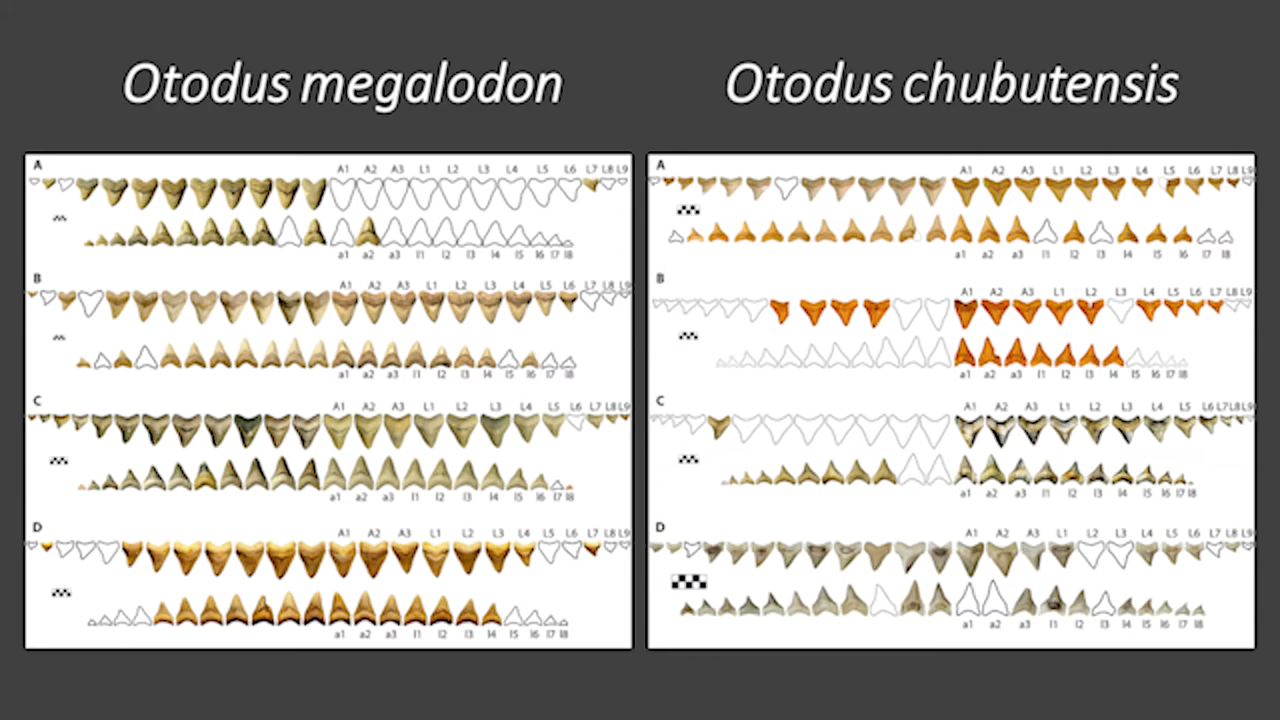 Otodus megalodon
Otodus chubutensis
A
A1 A2 A3 L1 L2 L3 L4 L5 L6 L7 L8 L9
a1 a2 a3 l1 l2 l3 l4 l5 l6 l7 l8
B
A1 A2 A3 L1 L2 L3 L4 L5 L6 L7 L8 L9
a1 a2 a3 l1 l2 l3 l4 l5 l6 l7 l8
C
A1 A2 A3 L1 L2 L3 L4 L5 L6 L7 L8 L9
a1 a2 a3 l1 l2 l3 l4 l5 l6 l7 l8
D
A1 A2 A3 L1 L2 L3 L4 L5 L6 L7 L8 L9
a1 a2 a3 l1 l2 l3 l4 l5 l6 l7 l8
A
A1 A2 A3 L1 L2 L3 L4 L5 L6 L7 L8 L9
a1 a2 a3 l1 l2 l3 l4 l5 l6 l7 l8
B
A1 A2 A3 L1 L2 L3 L4 L5 L6 L7 L8 L9
a1 a2 a3 l1 l2 l3 l4 l5 l6 l7 l8
C
A1 A2 A3 L1 L2 L3 L4 L5 L6 L7 L8 L9
a1 a2 a3 l1 l2 l3 l4 l5 l6 l7 l8
D
A1 A2 A3 L1 L2 L3 L4 L5 L6 L7 L8 L9
a1 a2 a3 l1 l2 l3 l4 l5 l6 l7 l8